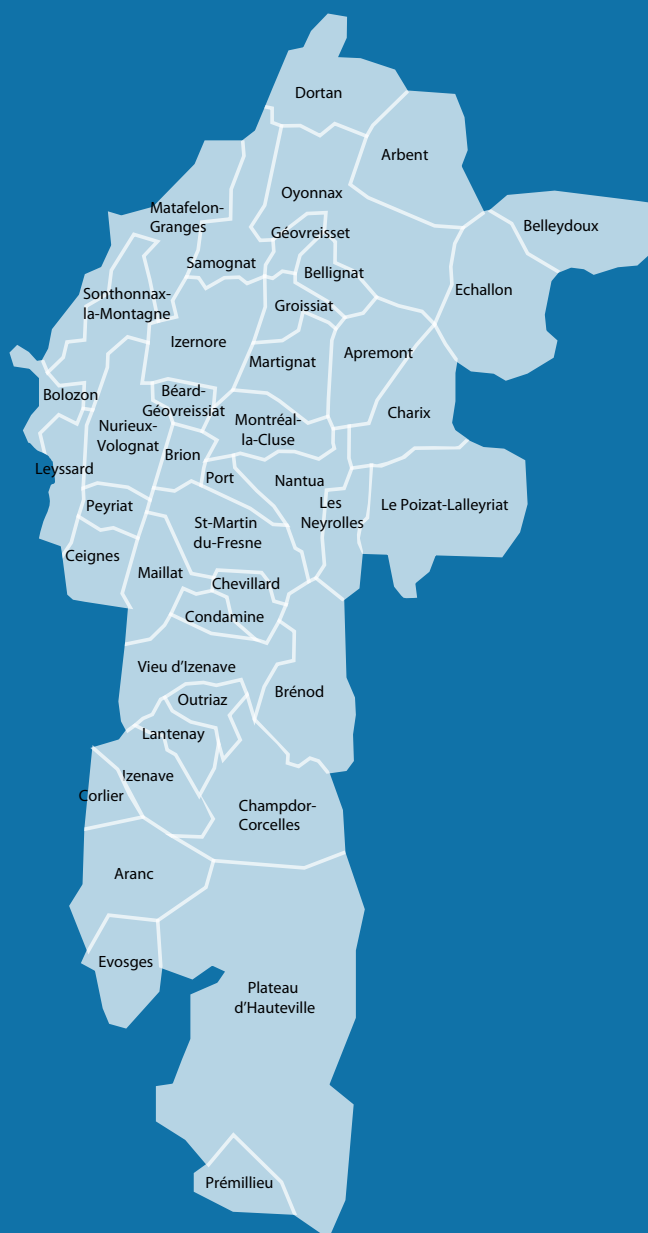 Dortan
Arbent
Oyonnax
Matafelon-
Granges
Belleydoux
Géovreisset
Samognat
Bellignat
Echallon
Sonthonnax-
la-Montagne
Groissiat
Izernore
Apremont
Martignat
Bolozon
Béard-
Géovreissiat
Charix
Montréal-
la-Cluse
Nurieux-
Volognat
Brion
Leyssard
Port
Nantua
Peyriat
Les
Neyrolles
Le Poizat-Lalleyriat
St-Martin
du-Fresne
Ceignes
Maillat
Chevillard
Condamine
Vieu d’Izenave
Brénod
Outriaz
Lantenay
Izenave
Corlier
Champdor-
Corcelles
Aranc
Evosges
Plateau
d’Hauteville
Prémillieu